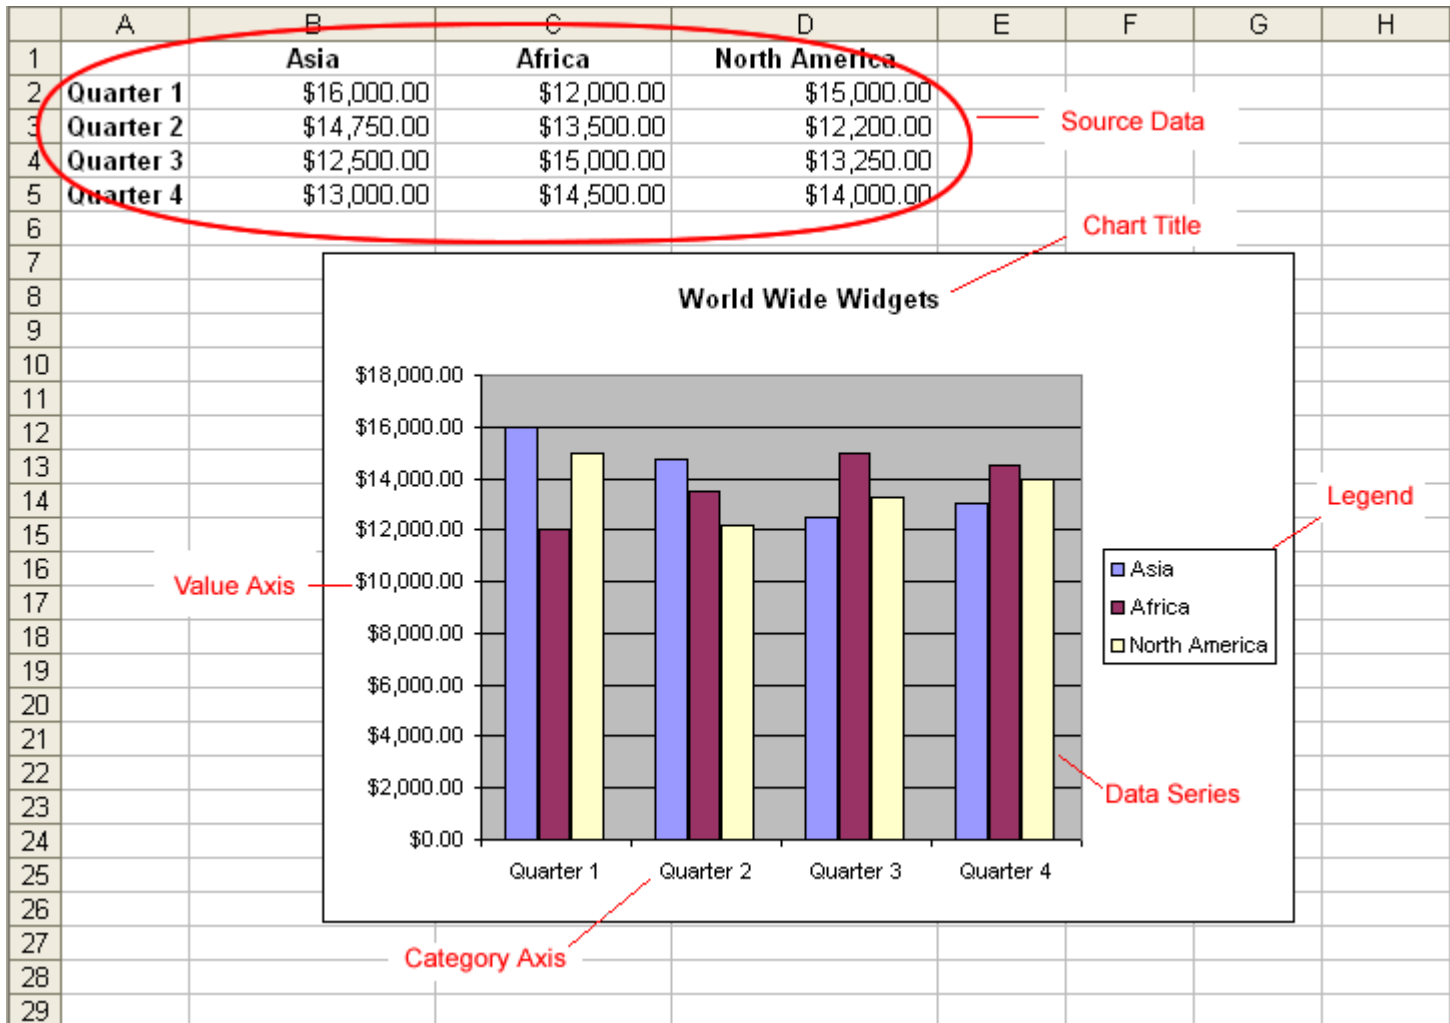 A B C D E F G H
1 Asia Africa North America
2 Quarter 1 $16,000.00 $12,000.00 $15,000.00
3 Quarter 2 $14,750.00 $13,500.00 $12,200.00
4 Quarter 3 $12,500.00 $15,000.00 $13,250.00
5 Quarter 4 $13,000.00 $14,500.00 $14,000.00
Source Data
6
7
8
9
10
11
12
13
14
15
16
17
18
19
20
21
22
23
24
25
26
27
28
29
Chart Title
World Wide Widgets
$18,000.00
$16,000.00
$14,000.00
$12,000.00
$10,000.00
$8,000.00
$6,000.00
$4,000.00
$2,000.00
$0.00
Value Axis
Quarter 1 Quarter 2 Quarter 3 Quarter 4
Category Axis
Legend
Asia
Africa
North America
Data Series